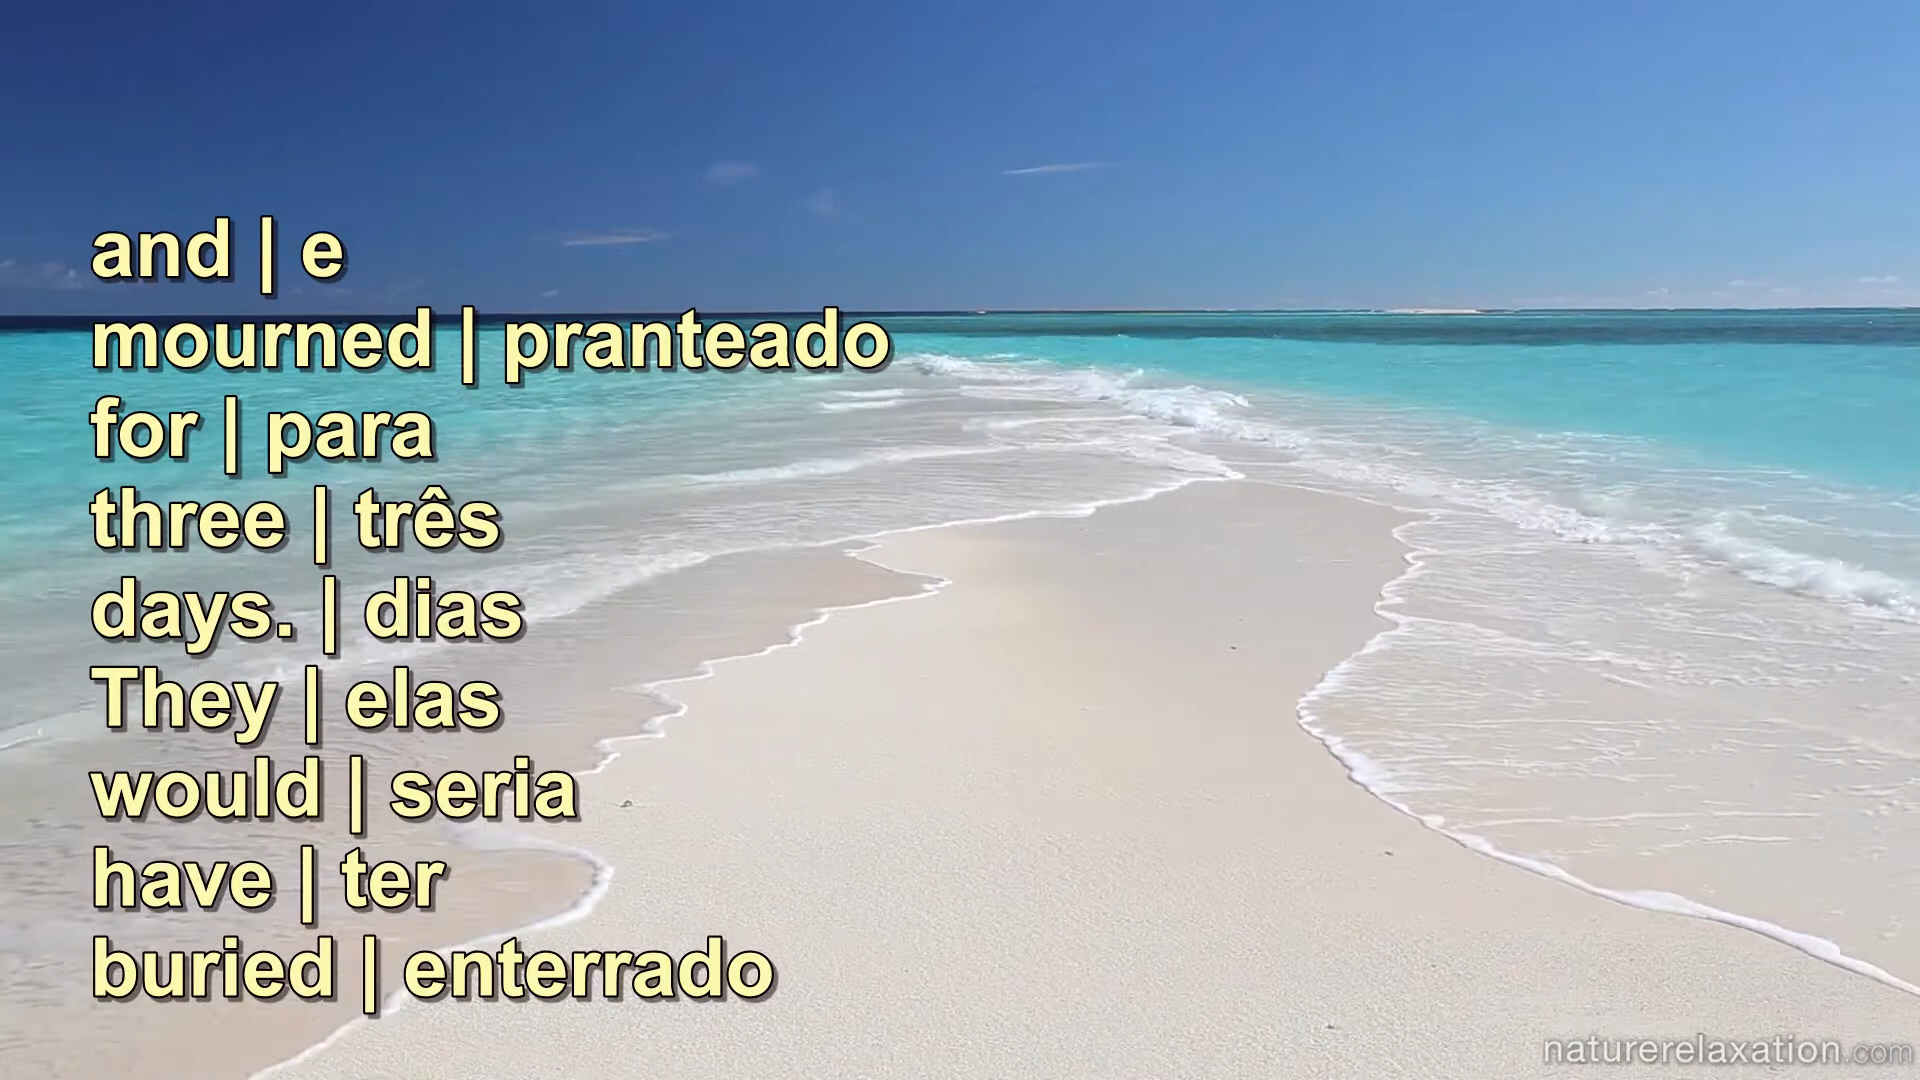 and | e
mourned | pranteado
for | para
three | três
days. | dias
They | elas
would | seria
have | ter
buried | enterrado
naturerelaxation.com